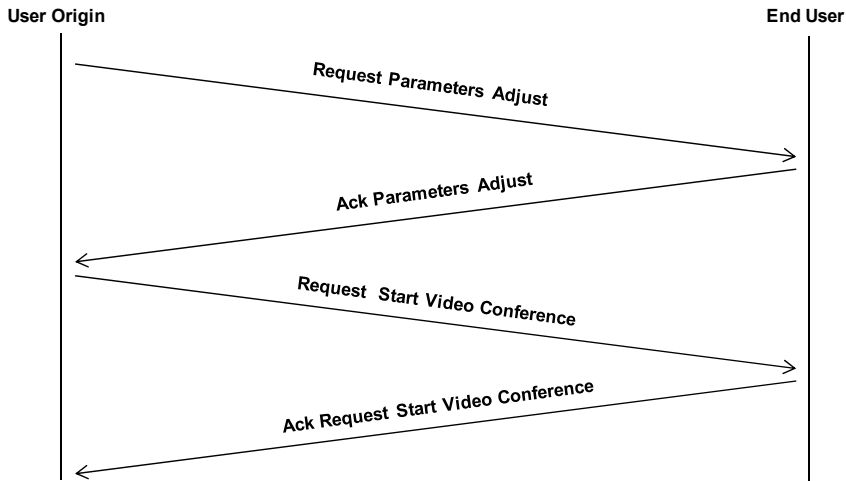 User Origin
End User
Request Parameters Adjust
Ack Parameters Adjust
Request Start Video Conference
Ack Request Start Video Conference